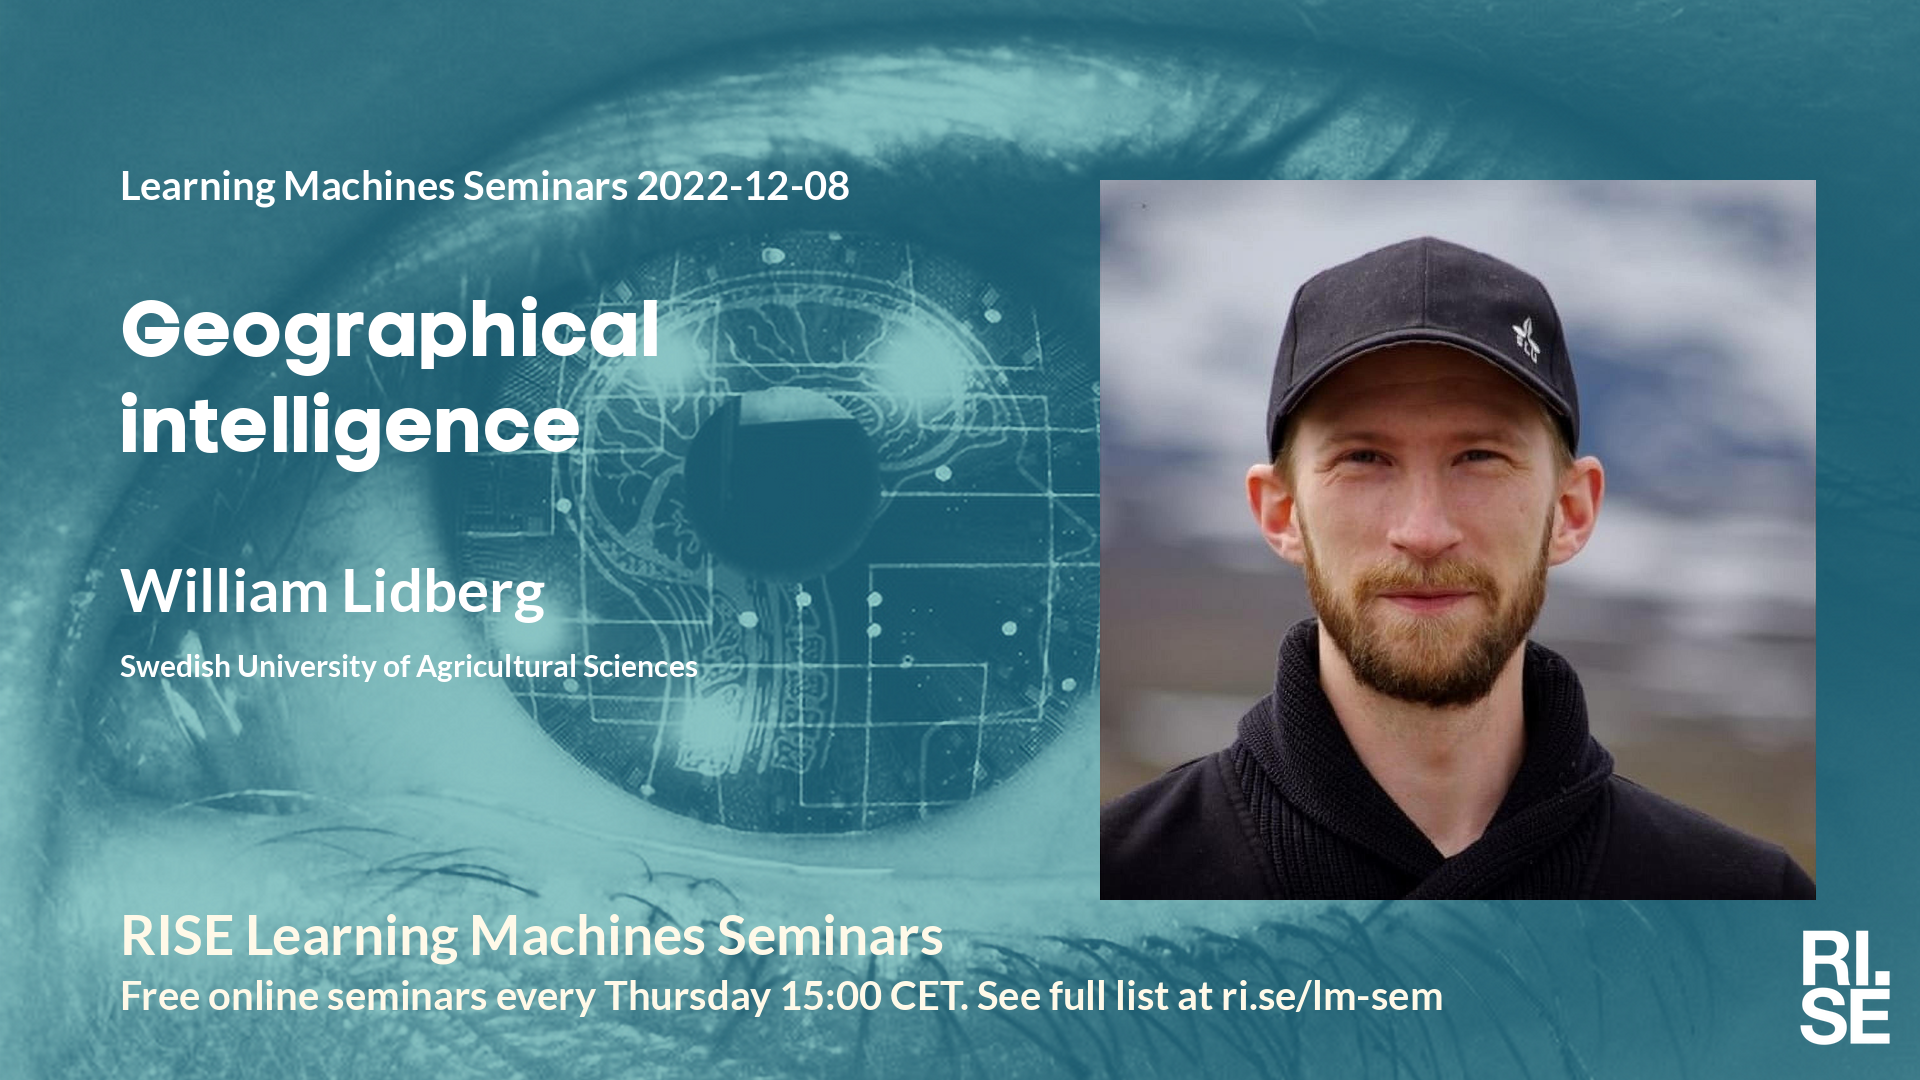 Learning Machines Seminars 2022-12-08
Geographical
intelligence
William Lidberg
Swedish University of Agricultural Sciences
SLU
RISE Learning Machines Seminars
Free online seminars every Thursday 15:00 CET. See full list at ri.se/lm-sem
RI.
SE